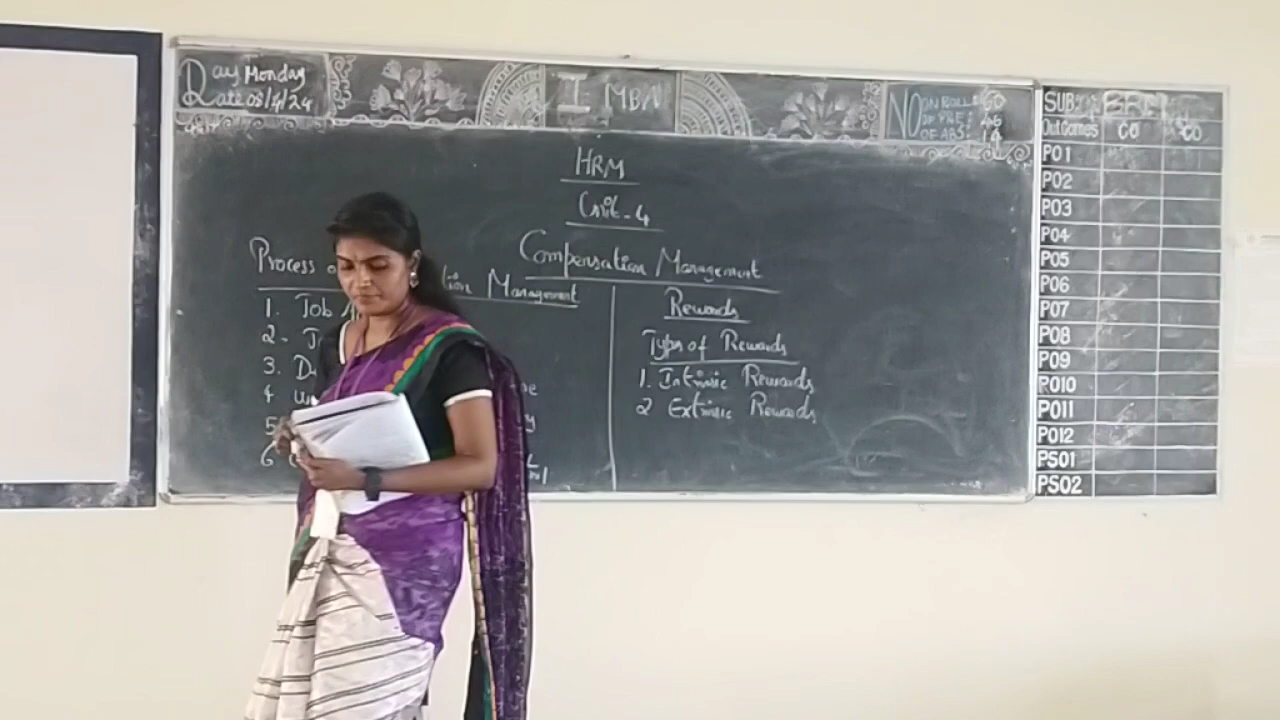 Day Monday
Date 08/4/24
I MBA
NO ON ROLL: 60
OF PRE: 46
OF ABS: 14
HRM
Unit-4
Compensation Management
Process o tion Management
1. Job
2.
3.
4
5
6
Rewards
Types of Rewards
1. Intrinsic Rewards
2 Extrinsic Rewards
SUB:
OutComes CO CO
PO1
PO2
PO3
PO4
PO5
PO6
PO7
PO8
PO9
PO10
PO11
PO12
PSO1
PSO2